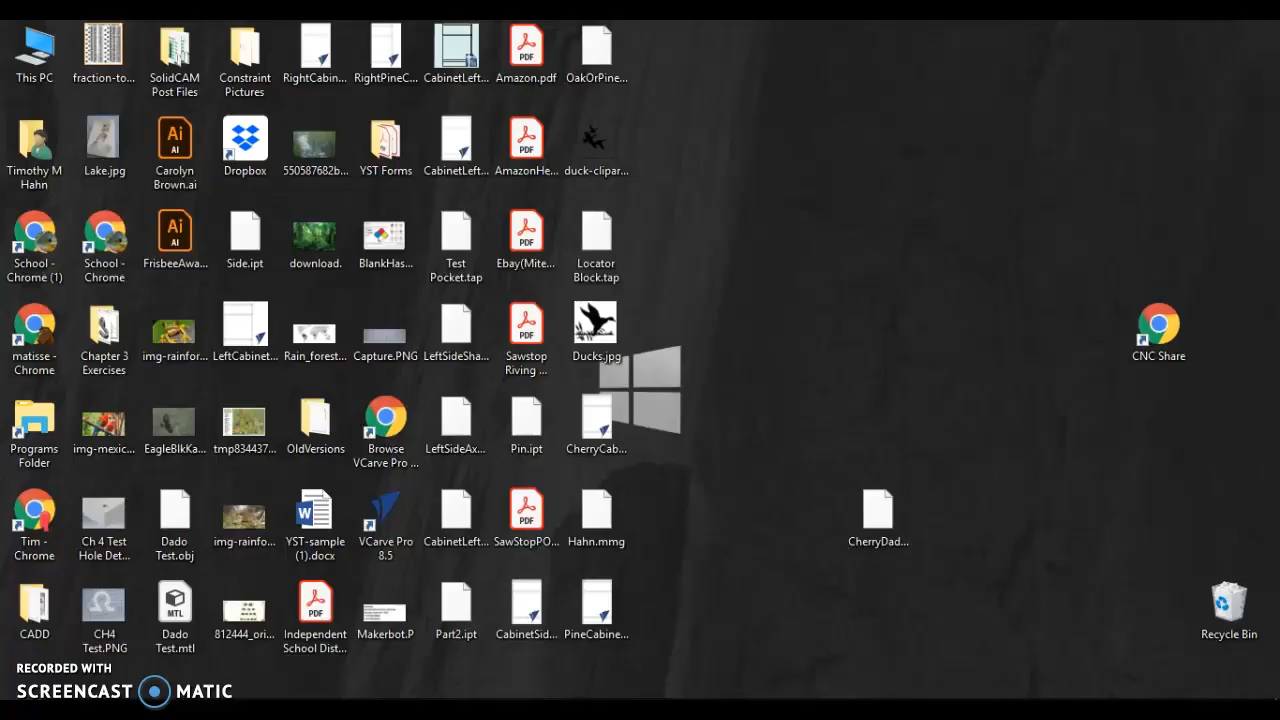 This PC
fraction-to...
SolidCAM
Post Files
Constraint
Pictures
RightCabin...
RightPineC...
CabinetLeft...
Amazon.pdf
OakOrPine...
Timothy M
Hahn
Lake.jpg
Carolyn
Brown.ai
Dropbox
550587682b...
YST Forms
CabinetLeft...
AmazonHe...
duck-clipar...
School -
Chrome (1)
School -
Chrome
FrisbeeAwa...
Side.ipt
download.
BlankHas...
Test
Pocket.tap
Ebay(Mite...
Locator
Block.tap
matisse -
Chrome
Chapter 3
Exercises
img-rainfor...
LeftCabinet...
Rain_forest...
Capture.PNG
LeftSideSha...
Sawstop
Riving ...
Ducks.jpg
CNC Share
Programs
Folder
img-mexic...
EagleBlkKa...
tmp834437...
OldVersions
Browse
VCarve Pro ...
LeftSideAx...
Pin.ipt
CherryCab...
Tim -
Chrome
Ch 4 Test
Hole Det...
Dado
Test.obj
img-rainfo...
YST-sample
(1).docx
VCarve Pro
8.5
CabinetLeft...
SawStopPO...
Hahn.mmg
CherryDad...
CADD
CH4
Test.PNG
Dado
Test.mtl
812444_ori...
Independent
School Dist...
Makerbot.P
Part2.ipt
CabinetSid...
PineCabine...
Recycle Bin
RECORDED WITH
SCREENCAST MATIC